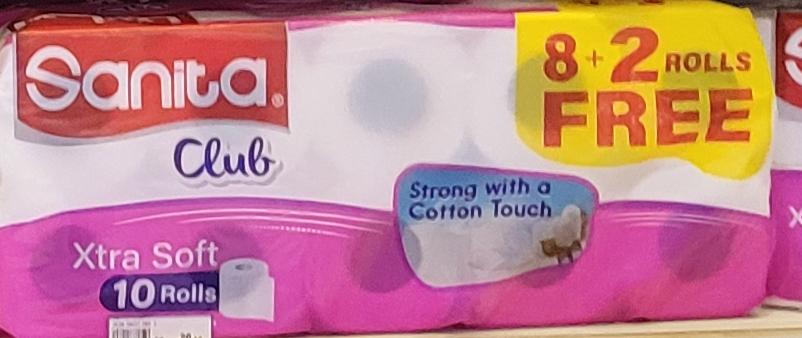 Sanita
Club
8+2 ROLLS
FREE
Strong with a
Cotton Touch
Xtra Soft
10 Rolls